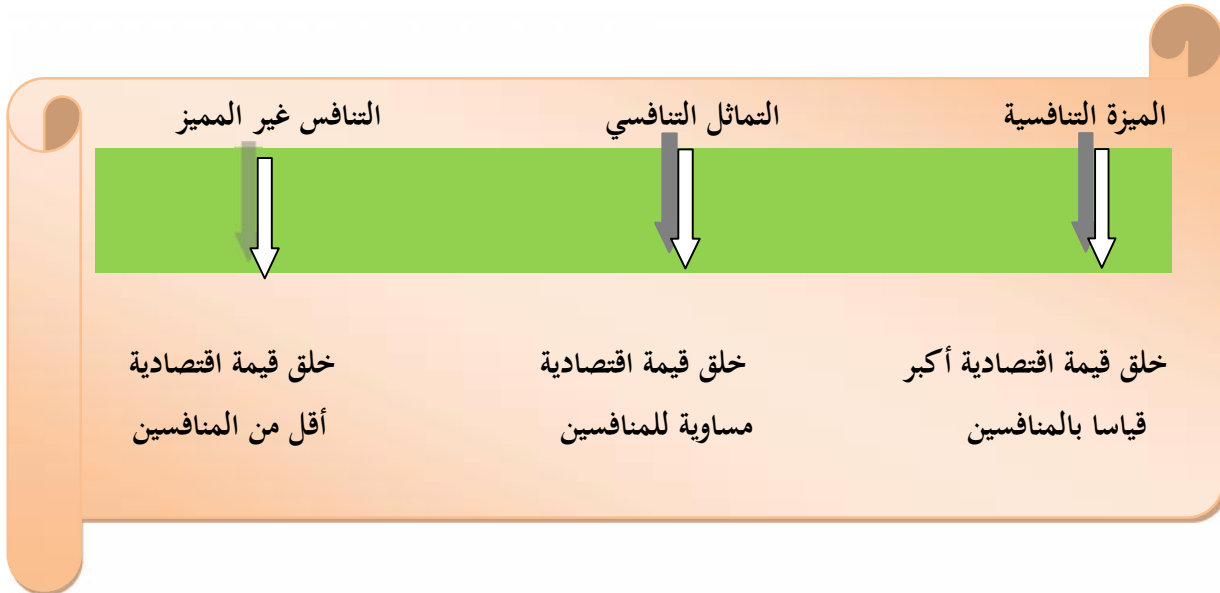 الميزة التنافسية
التماثل التنافسي
التنافس غير المميز
خلق قيمة اقتصادية أكبر
قياسا بالمنافسين
خلق قيمة اقتصادية
مساوية للمنافسين
خلق قيمة اقتصادية
أقل من المنافسين